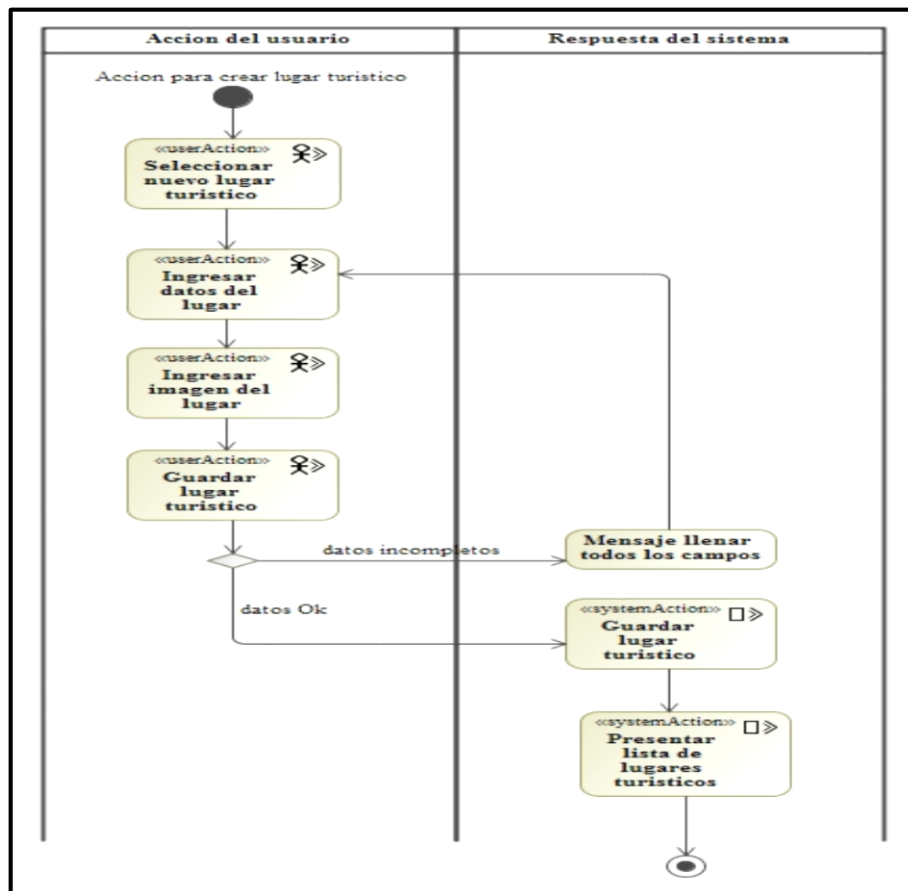 Accion del usuario
Respuesta del sistema
Accion para crear lugar turistico
«userAction»
Seleccionar
nuevo lugar
turistico
«userAction»
Ingresar
datos del
lugar
«userAction»
Ingresar
imagen del
lugar
«userAction»
Guardar
lugar
turistico
datos incompletos
Mensaje llenar
todos los campos
datos Ok
«systemAction»
Guardar
lugar
turistico
«systemAction»
Presentar
lista de
lugares
turisticos